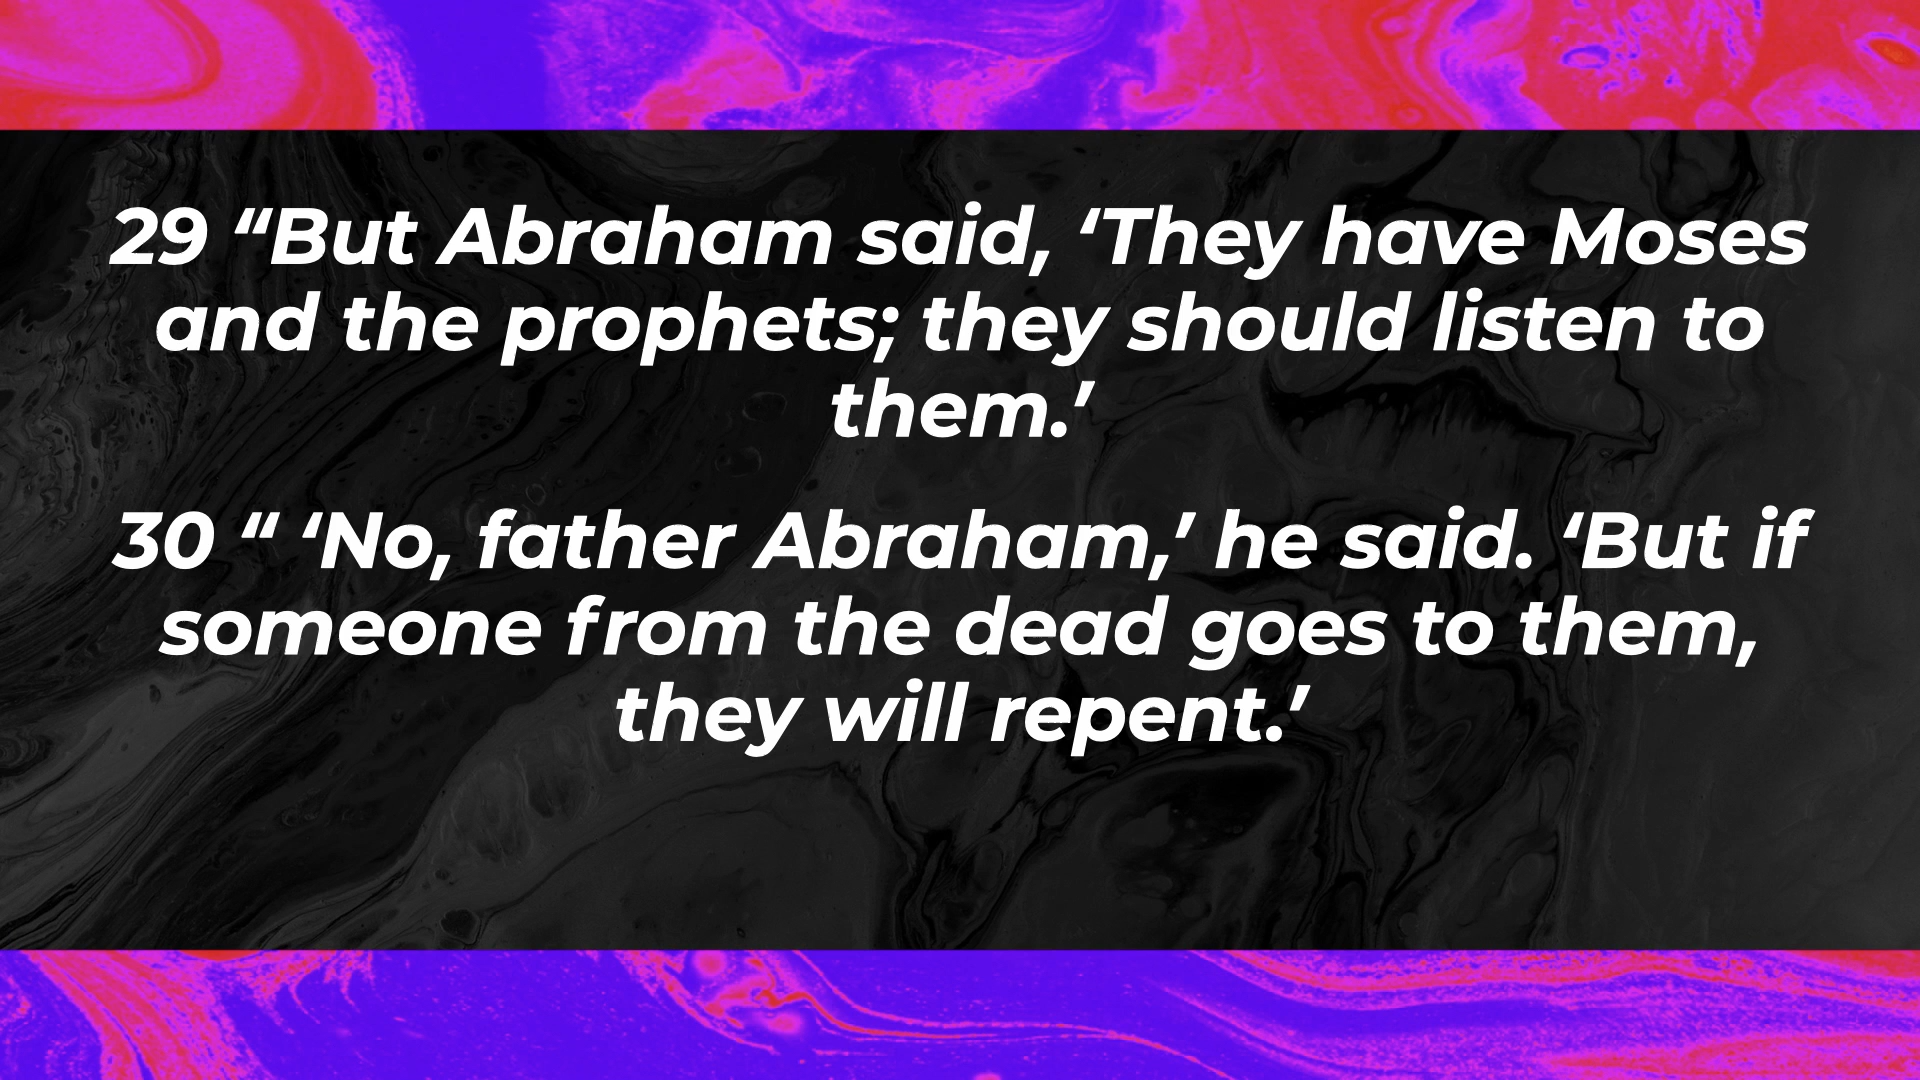 29 “But Abraham said, ‘They have Moses
and the prophets; they should listen to
them.’
30 “ ‘No, father Abraham,’ he said. ‘But if
someone from the dead goes to them,
they will repent.’